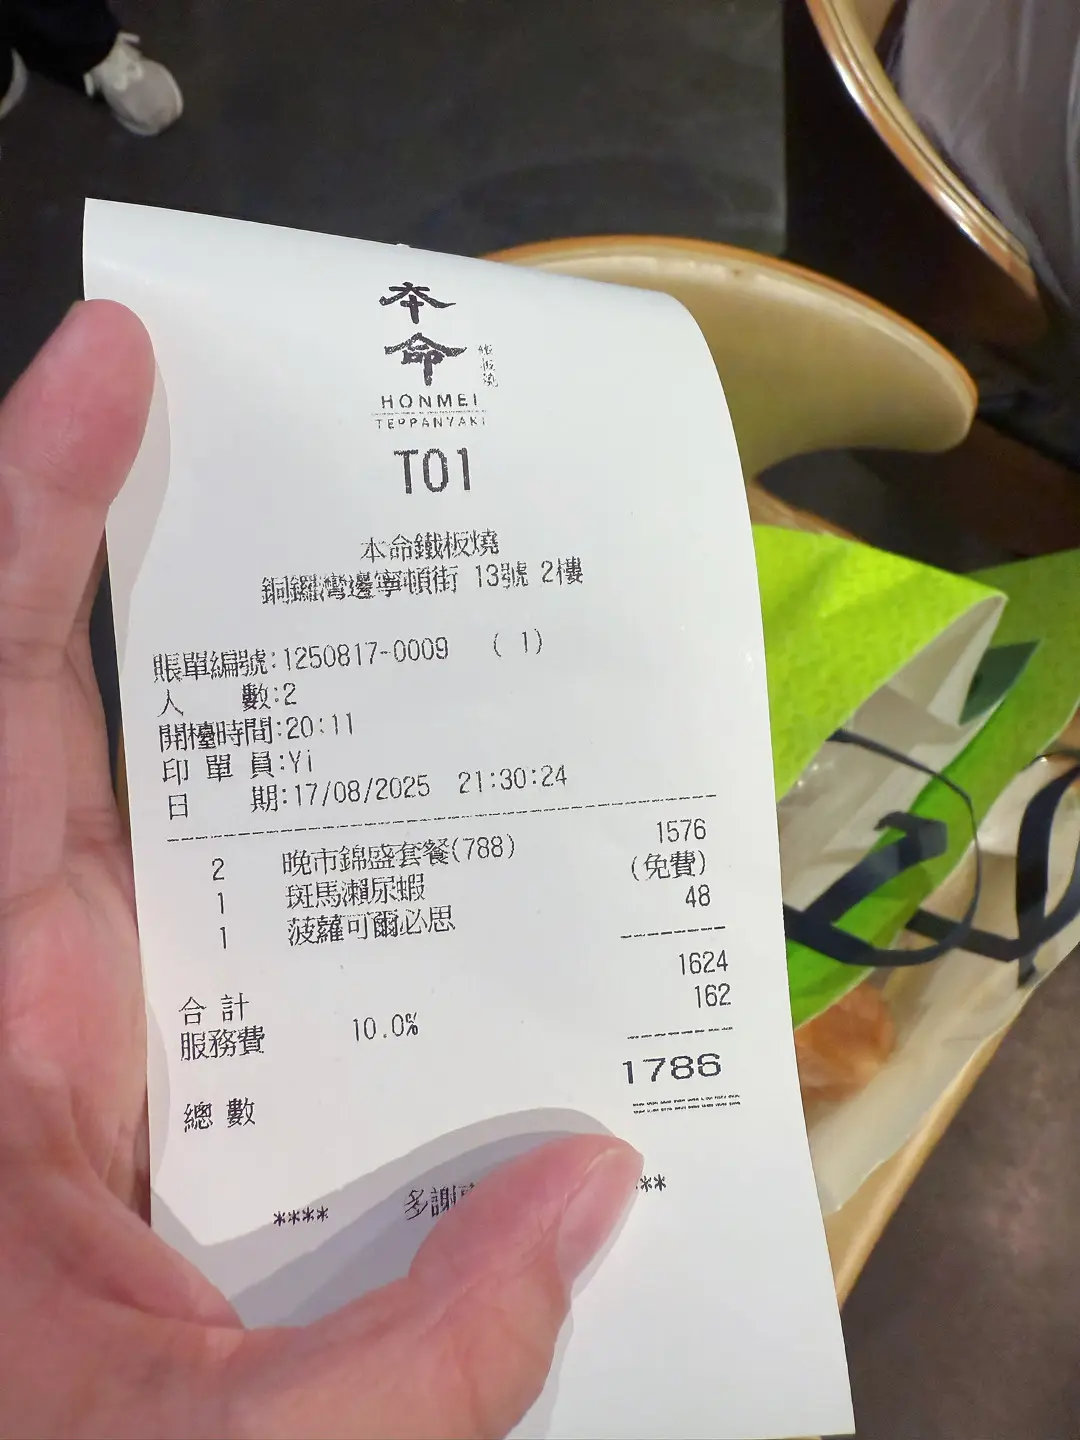 本命
鐵板燒
HONMEI
TEPPANYAKI
T01
本命鐵板燒
銅鑼灣邊寧頓街 13號 2樓
賬單編號:1250817-0009 ( 1)
人 數:2
開檯時間:20:11
印 單 員:Yi
日 期:17/08/2025 21:30:24
2 晚市錦盛套餐(788) 1576
1 斑馬瀨尿蝦 (免費)
1 菠蘿可爾必思 48
合 計 1624
服務費 10.0% 162
總 數 1786
**** 多謝 ***